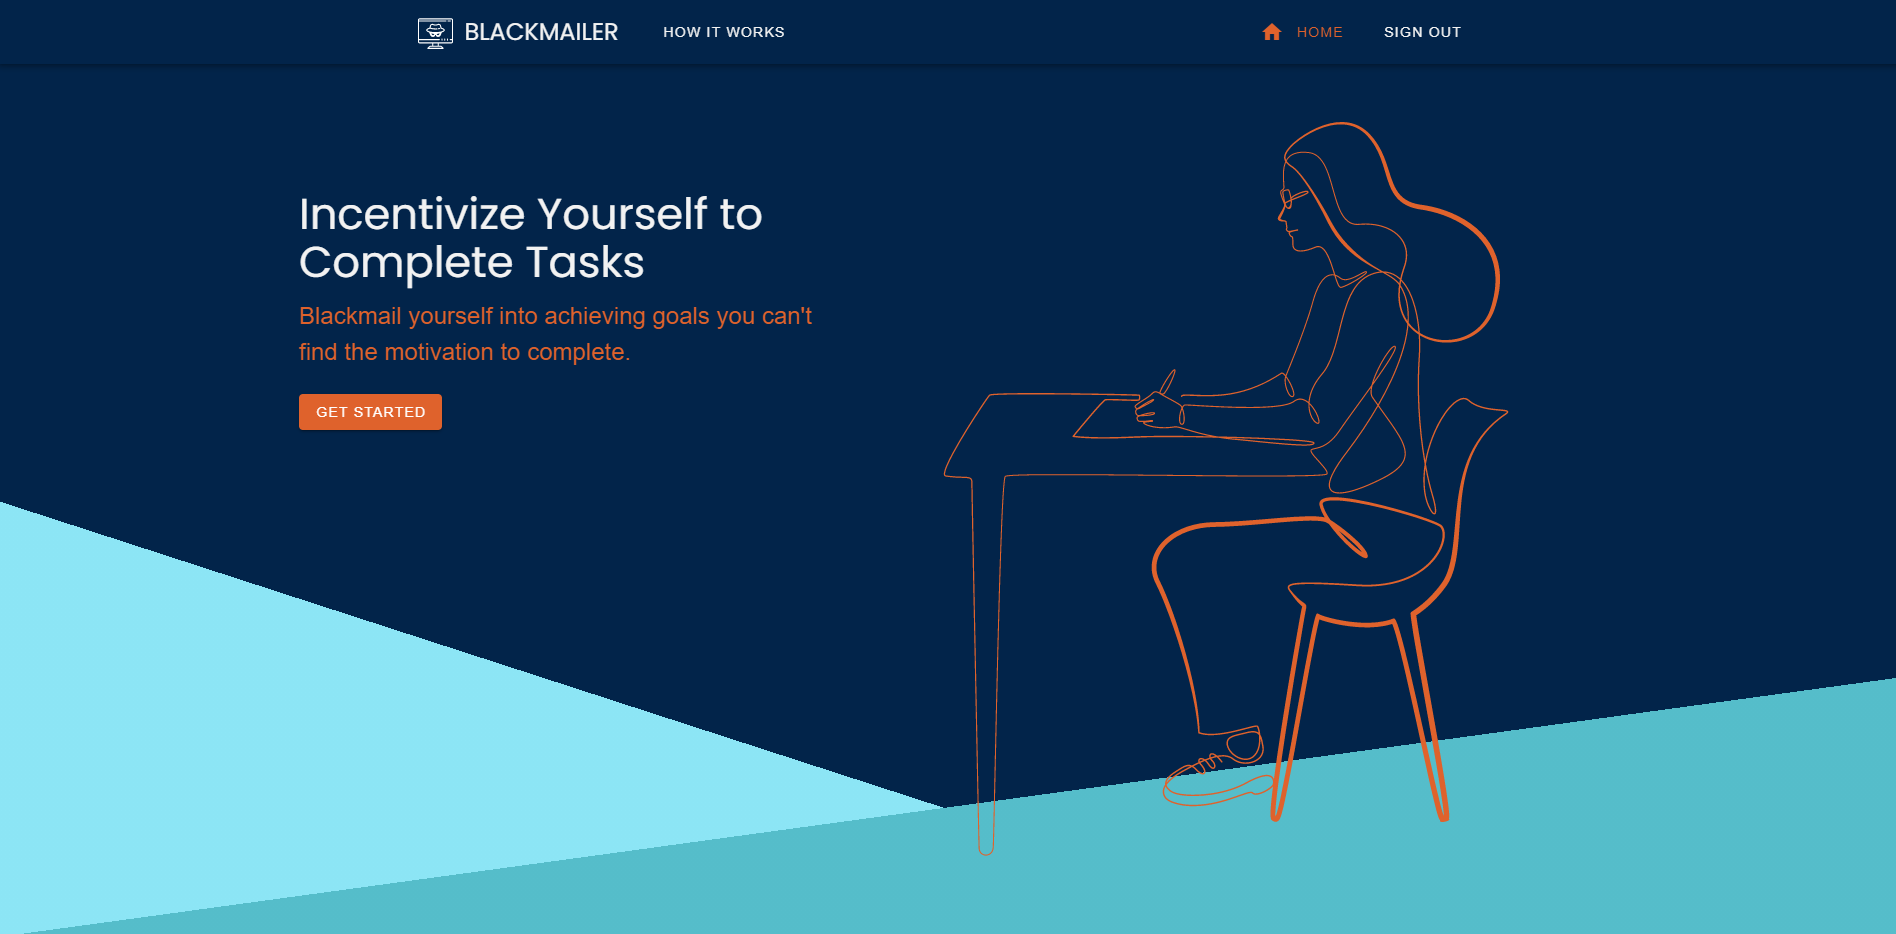 BLACKMAILER
HOW IT WORKS
HOME
SIGN OUT
Incentivize Yourself to
Complete Tasks
Blackmail yourself into achieving goals you can't
find the motivation to complete.
GET STARTED